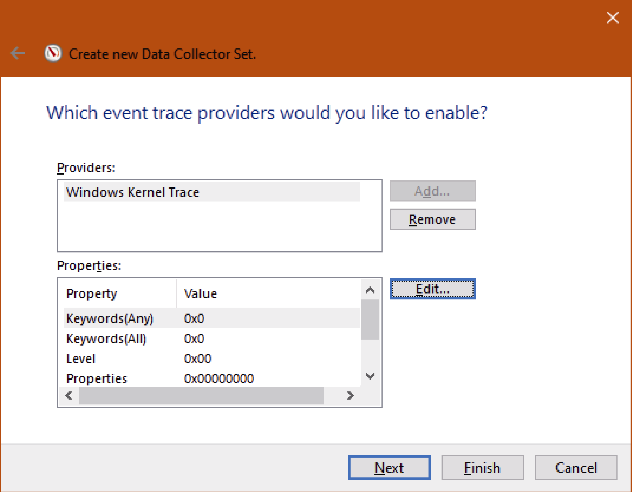 Create new Data Collector Set.
Which event trace providers would you like to enable?
Providers:
Windows Kernel Trace
Add...
Remove
Properties:
Property Value
Edit...
Keywords(Any) 0x0
Keywords(All) 0x0
Level 0x00
Properties 0x00000000
Next Finish Cancel